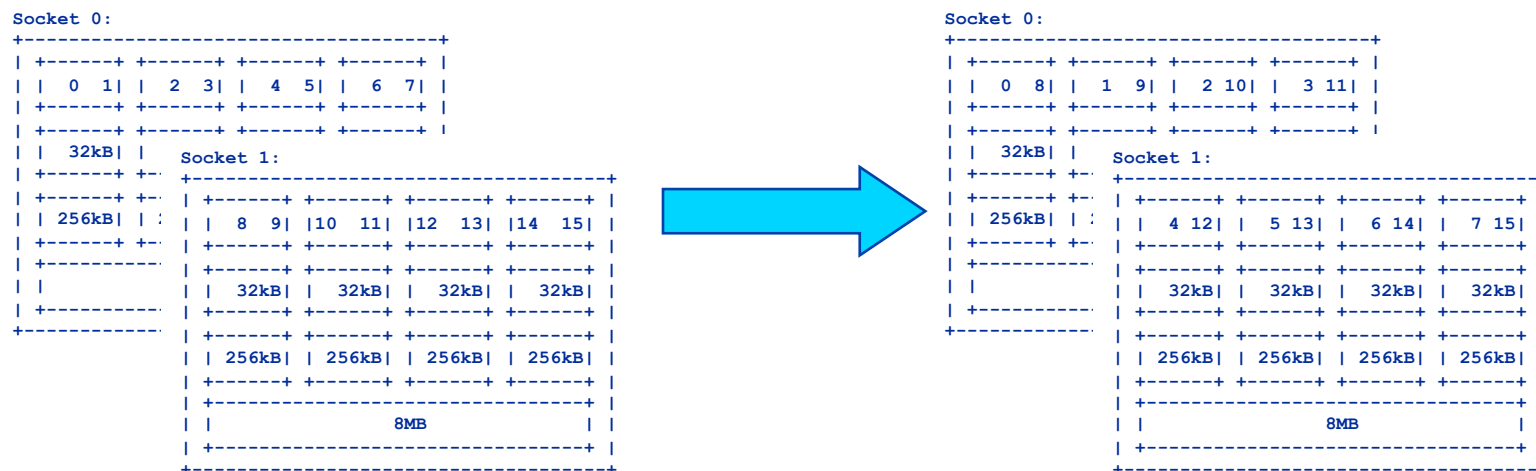 Socket 0:
+-------------------------------------+
| +------+ +------+ +------+ +------+ |
| | 0 1| | 2 3| | 4 5| | 6 7| |
| +------+ +------+ +------+ +------+ |
| +------+ +------+ +------+ +------+ |
| | 32kB| |
| +------+ +-
| +------+ +-
| | 256kB| |
| +------+ +-
| +----------
| |
| +----------
+------------
Socket 1:
+-------------------------------------+
| +------+ +------+ +------+ +------+ |
| | 8 9| |10 11| |12 13| |14 15| |
| +------+ +------+ +------+ +------+ |
| +------+ +------+ +------+ +------+ |
| | 32kB| | 32kB| | 32kB| | 32kB| |
| +------+ +------+ +------+ +------+ |
| +------+ +------+ +------+ +------+ |
| | 256kB| | 256kB| | 256kB| | 256kB| |
| +------+ +------+ +------+ +------+ |
| +---------------------------------+ |
| | 8MB | |
| +---------------------------------+ |
+-------------------------------------+
Socket 0:
+-------------------------------------+
| +------+ +------+ +------+ +------+ |
| | 0 8| | 1 9| | 2 10| | 3 11| |
| +------+ +------+ +------+ +------+ |
| +------+ +------+ +------+ +------+ |
| | 32kB| |
| +------+ +-
| +------+ +-
| | 256kB| |
| +------+ +-
| +----------
| |
| +----------
+------------
Socket 1:
+------------------------------------
| +------+ +------+ +------+ +------+
| | 4 12| | 5 13| | 6 14| | 7 15|
| +------+ +------+ +------+ +------+
| +------+ +------+ +------+ +------+
| | 32kB| | 32kB| | 32kB| | 32kB|
| +------+ +------+ +------+ +------+
| +------+ +------+ +------+ +------+
| | 256kB| | 256kB| | 256kB| | 256kB|
| +------+ +------+ +------+ +------+
| +---------------------------------+
| | 8MB |
| +---------------------------------+
+------------------------------------